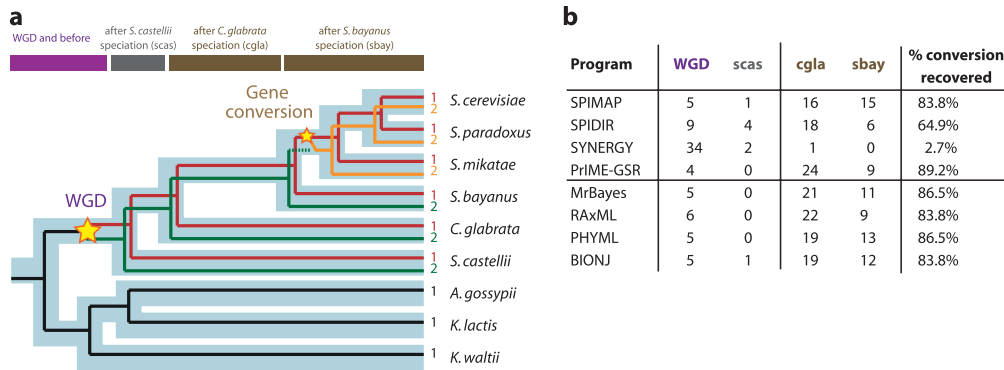 a
WGD and before
after S. castellii
speciation (scas)
after C. glabrata
speciation (cgla)
after S. bayanus
speciation (sbay)
Gene
conversion
WGD
1
2
S. cerevisiae
1
2
S. paradoxus
1
2
S. mikatae
1
2
S. bayanus
1
2
C. glabrata
1
2
S. castellii
1
A. gossypii
1
K. lactis
1
K. waltii
b
Program WGD scas cgla sbay % conversion recovered
SPIMAP 5 1 16 15 83.8%
SPIDIR 9 4 18 6 64.9%
SYNERGY 34 2 1 0 2.7%
PrIME-GSR 4 0 24 9 89.2%
MrBayes 5 0 21 11 86.5%
RAxML 6 0 22 9 83.8%
PHYML 5 0 19 13 86.5%
BIONJ 5 1 19 12 83.8%